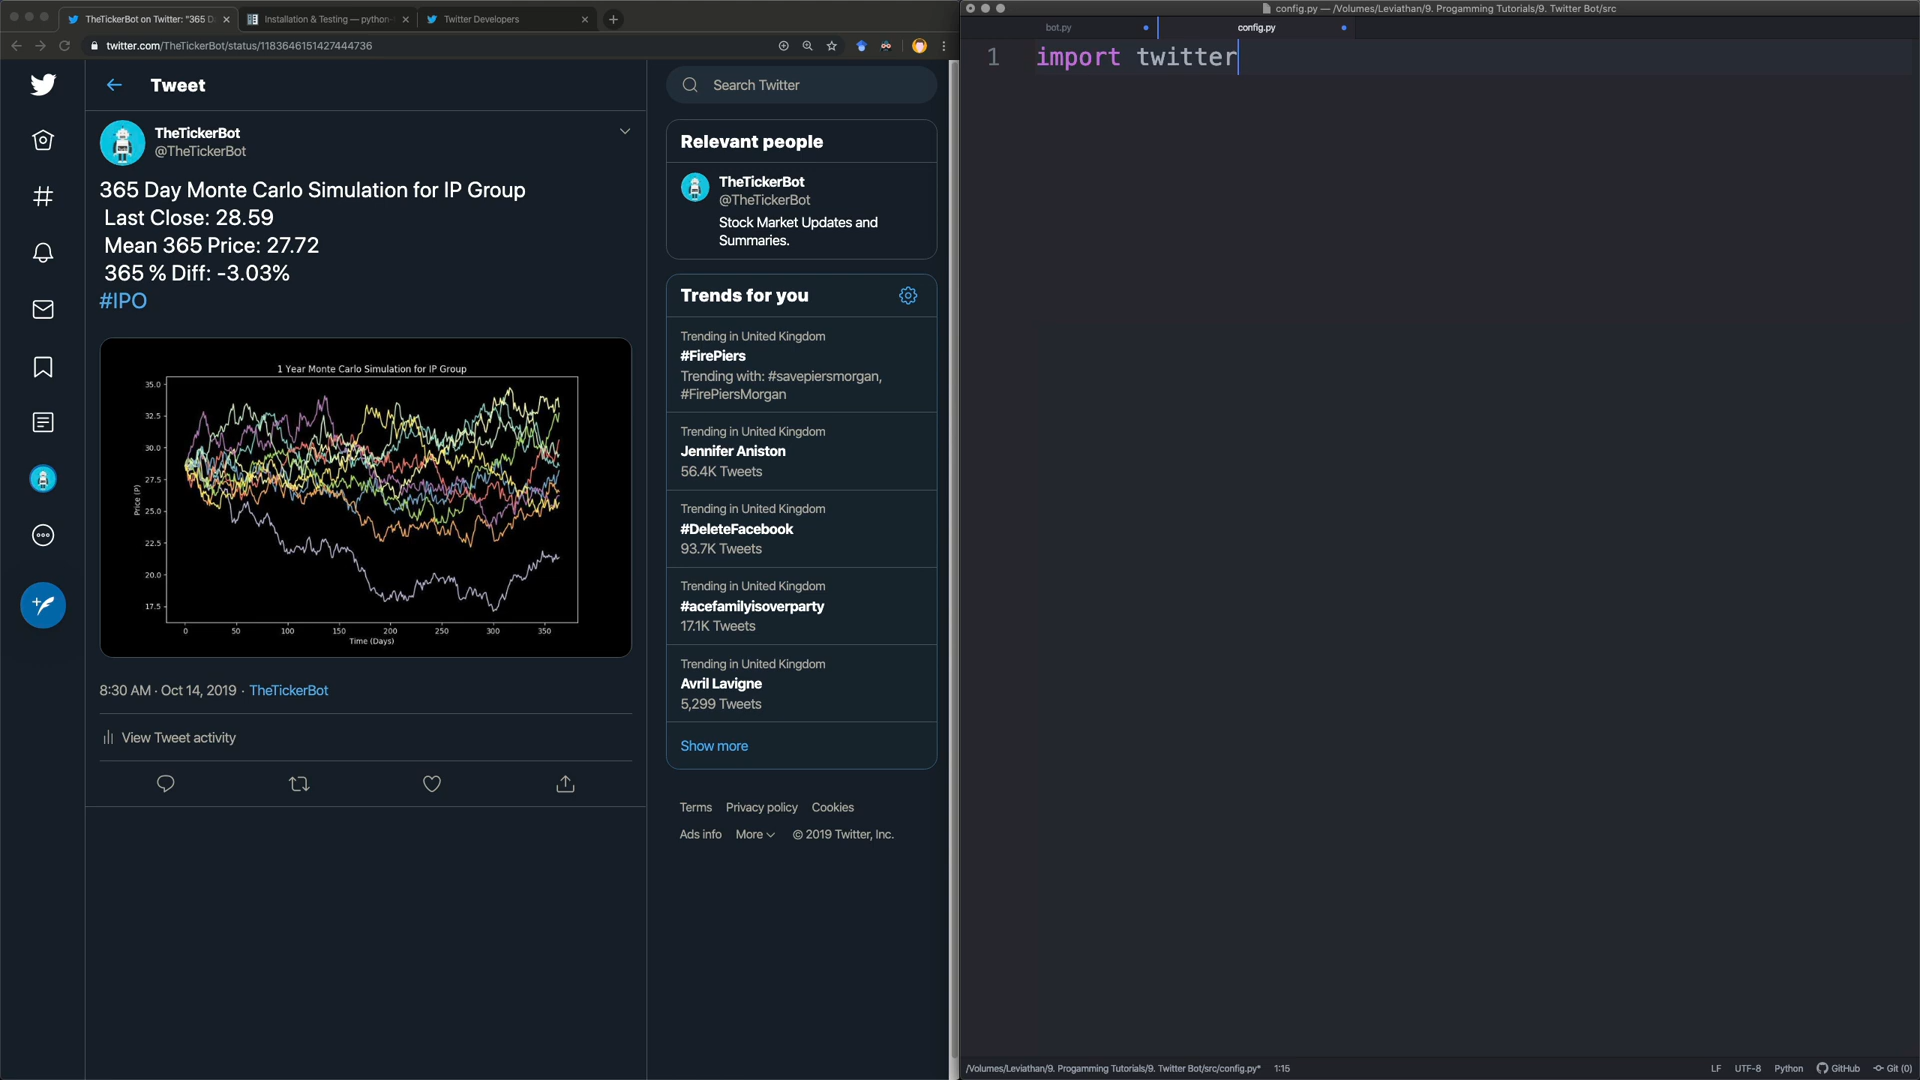 TheTickerBot on Twitter: "365 D
Installation & Testing — python-
Twitter Developers
twitter.com/TheTickerBot/status/1183646151427444736
Tweet
TheTickerBot
@TheTickerBot
365 Day Monte Carlo Simulation for IP Group
Last Close: 28.59
Mean 365 Price: 27.72
365 % Diff: -3.03%
#IPO
1 Year Monte Carlo Simulation for IP Group
35.0
32.5
30.0
27.5
25.0
22.5
20.0
17.5
Price (P)
0 50 100 150 200 250 300 350
Time (Days)
8:30 AM · Oct 14, 2019 · TheTickerBot
View Tweet activity
Search Twitter
Relevant people
TheTickerBot
@TheTickerBot
Stock Market Updates and
Summaries.
Trends for you
Trending in United Kingdom
#FirePiers
Trending with: #savepiersmorgan,
#FirePiersMorgan
Trending in United Kingdom
Jennifer Aniston
56.4K Tweets
Trending in United Kingdom
#DeleteFacebook
93.7K Tweets
Trending in United Kingdom
#acefamilyisoverparty
17.1K Tweets
Trending in United Kingdom
Avril Lavigne
5,299 Tweets
Show more
Terms Privacy policy Cookies
Ads info More © 2019 Twitter, Inc.
config.py — /Volumes/Leviathan/9. Progamming Tutorials/9. Twitter Bot/src
bot.py
config.py
1 import twitter
/Volumes/Leviathan/9. Progamming Tutorials/9. Twitter Bot/src/config.py* 1:15
LF UTF-8 Python GitHub Git (0)